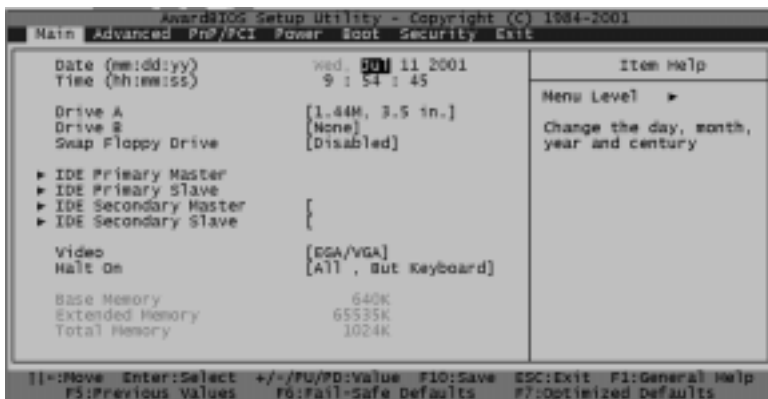 AwardBIOS Setup Utility - Copyright (C) 1984-2001
Main Advanced PnP/PCI Power Boot Security Exit
Date (mm:dd:yy) Wed, Jul 11 2001
Time (hh:mm:ss) 9 : 54 : 45
Drive A [1.44M, 3.5 in.]
Drive B [None]
Swap Floppy Drive [Disabled]
► IDE Primary Master
► IDE Primary Slave
► IDE Secondary Master [
► IDE Secondary Slave [
Video [EGA/VGA]
Halt On [All , But Keyboard]
Base Memory 640K
Extended Memory 65535K
Total Memory 1024K
Item Help
Menu Level ►
Change the day, month,
year and century
||-:Move Enter:Select +/-/PU/PD:Value F10:Save ESC:Exit F1:General Help
F5:Previous Values F6:Fail-Safe Defaults F7:Optimized Defaults